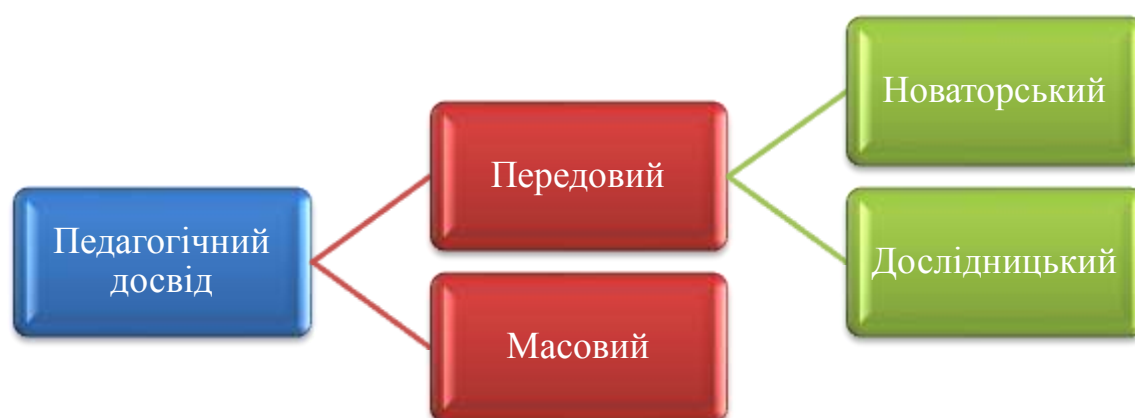 Педагогічний
досвід
Передовий
Масовий
Новаторський
Дослідницький